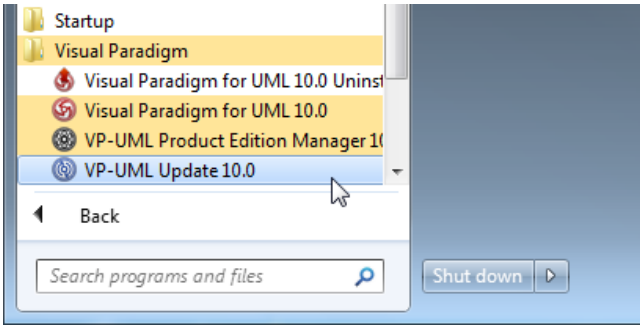 Startup
Visual Paradigm
Visual Paradigm for UML 10.0 Uninst
Visual Paradigm for UML 10.0
VP-UML Product Edition Manager 10
VP-UML Update 10.0
Back
Search programs and files
Shut down